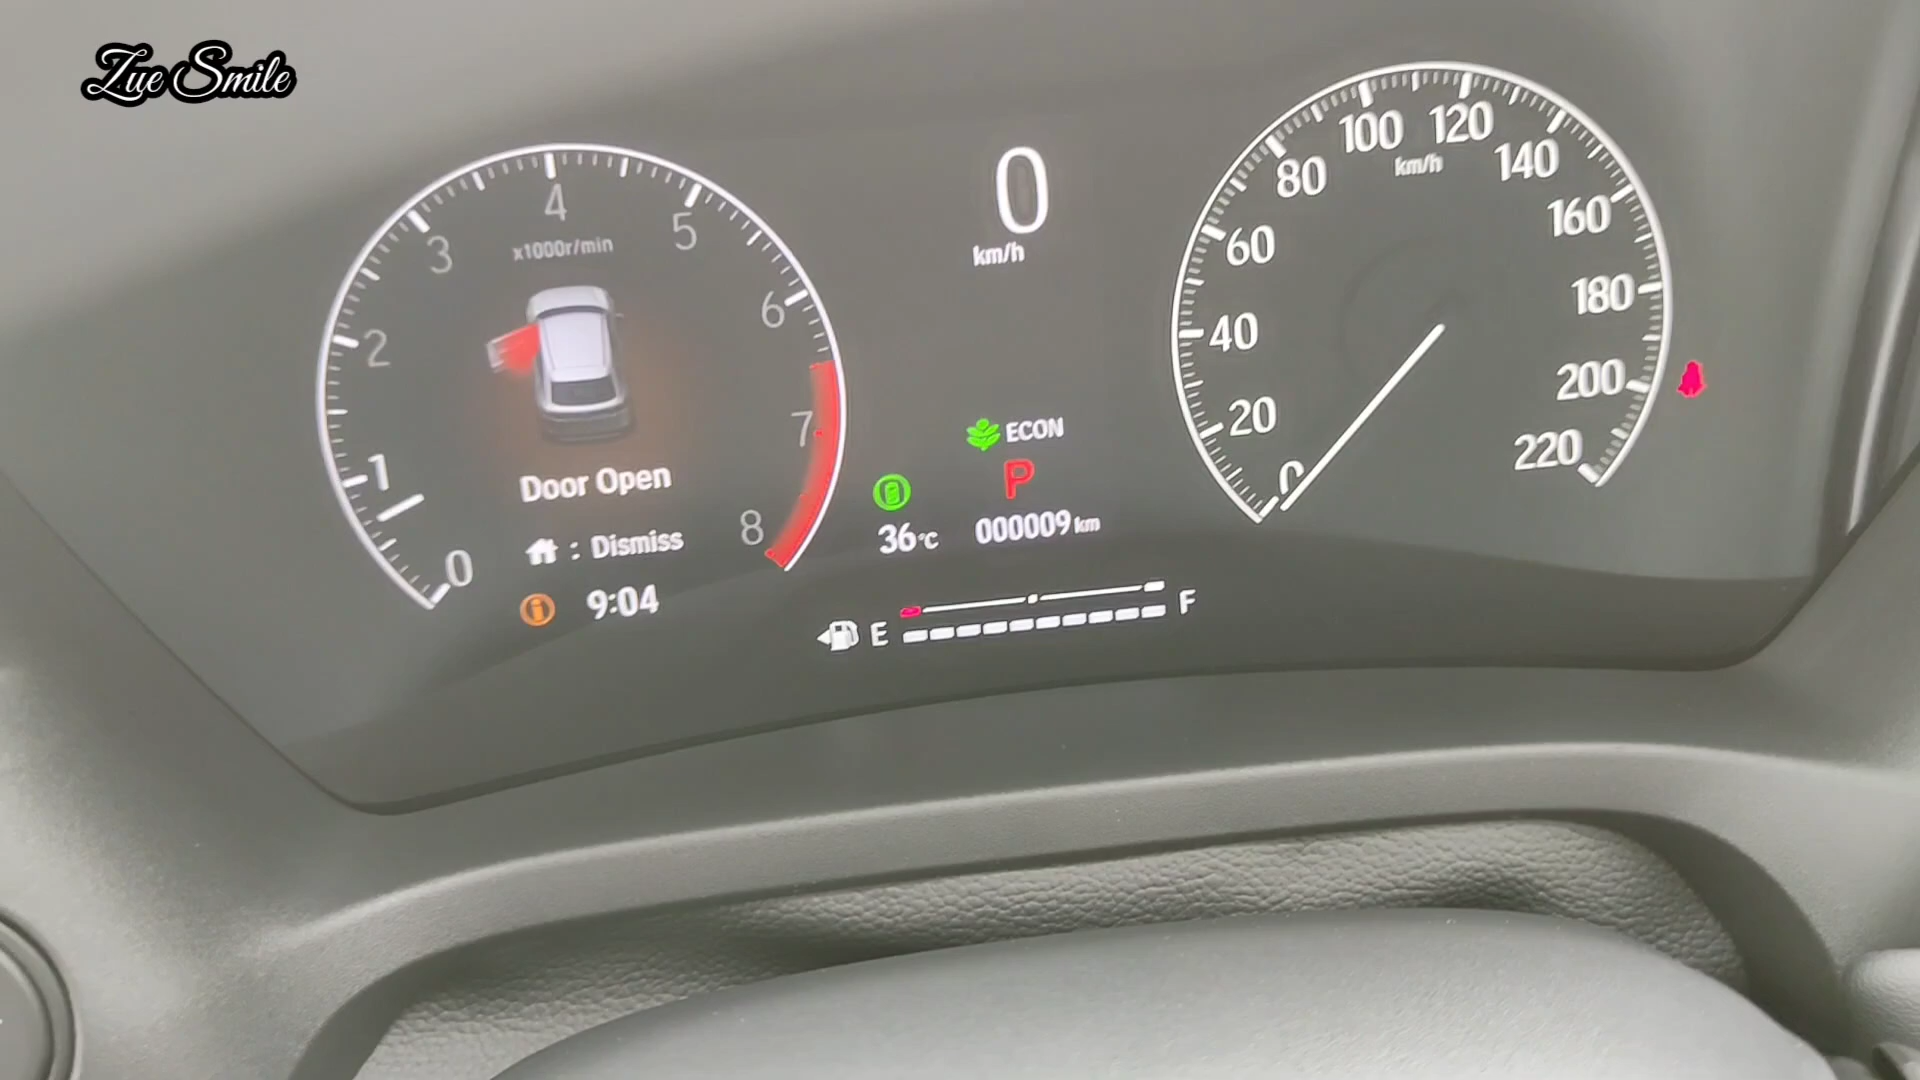 Zye Smile
0 1 2 3 4 5 6 7 8
x1000r/min
Door Open
: Dismiss
9:04
0
km/h
ECON
P
36°C
000009 km
E
F
0 20 40 60 80 100 120 140 160 180 200 220
km/h